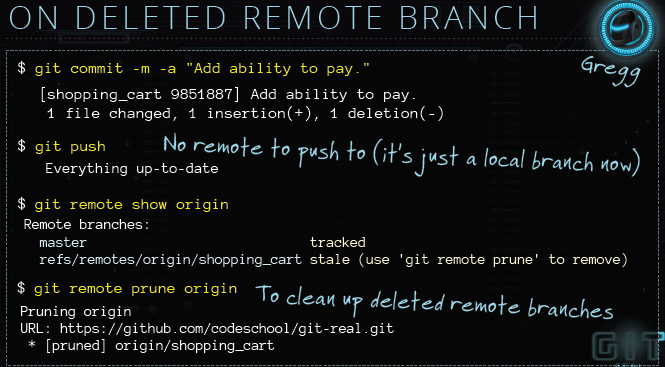 ON DELETED REMOTE BRANCH
Gregg
$ git commit -m -a "Add ability to pay."
[shopping_cart 9851887] Add ability to pay.
1 file changed, 1 insertion(+), 1 deletion(-)
$ git push
No remote to push to (it's just a local branch now)
Everything up-to-date
$ git remote show origin
Remote branches:
master tracked
refs/remotes/origin/shopping_cart stale (use 'git remote prune' to remove)
$ git remote prune origin
To clean up deleted remote branches
Pruning origin
URL: https://github.com/codeschool/git-real.git
* [pruned] origin/shopping_cart
GIT